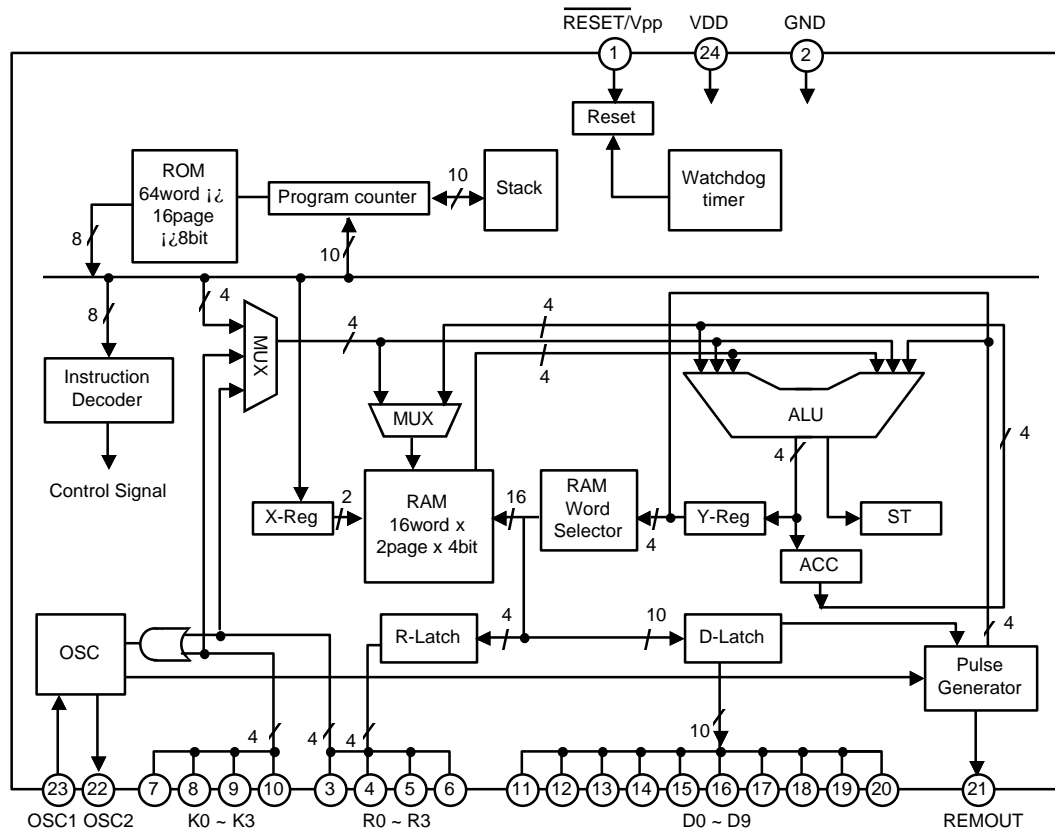 RESET/Vpp VDD GND
1 24 2
Reset
ROM
64word ¡¿
16page
¡¿8bit
Program counter
10
Stack
Watchdog
timer
8
10
8
4
MUX
4
4
4
Instruction
Decoder
MUX
ALU
4
4
Control Signal
X-Reg
2
RAM
16word x
2page x 4bit
16
RAM
Word
Selector
4
Y-Reg
ST
ACC
OSC
R-Latch
4
10
D-Latch
4
Pulse
Generator
4
4
4
10
23 22 7 8 9 10 3 4 5 6 11 12 13 14 15 16 17 18 19 20 21
OSC1 OSC2 K0 ~ K3 R0 ~ R3 D0 ~ D9 REMOUT